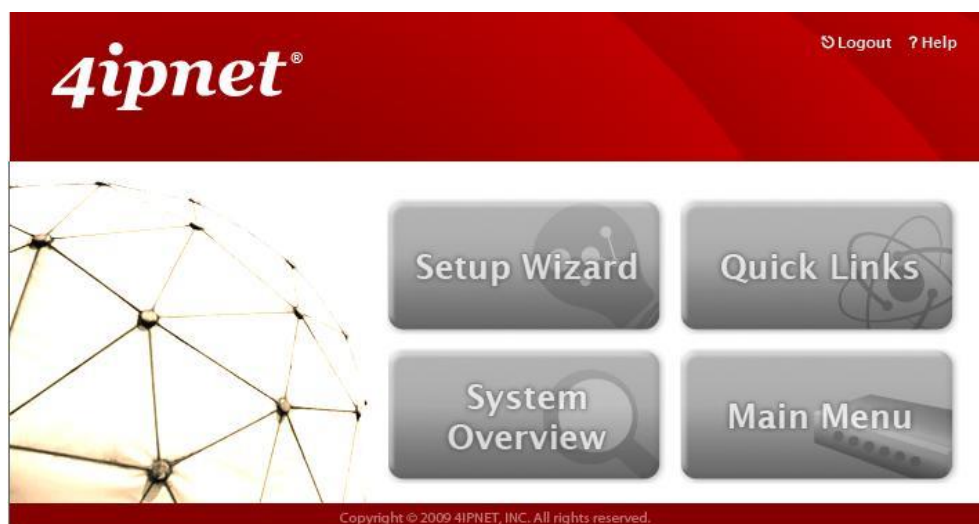 4ipnet®
Logout ? Help
Setup Wizard
Quick Links
System
Overview
Main Menu
Copyright © 2009 4IPNET, INC. All rights reserved.